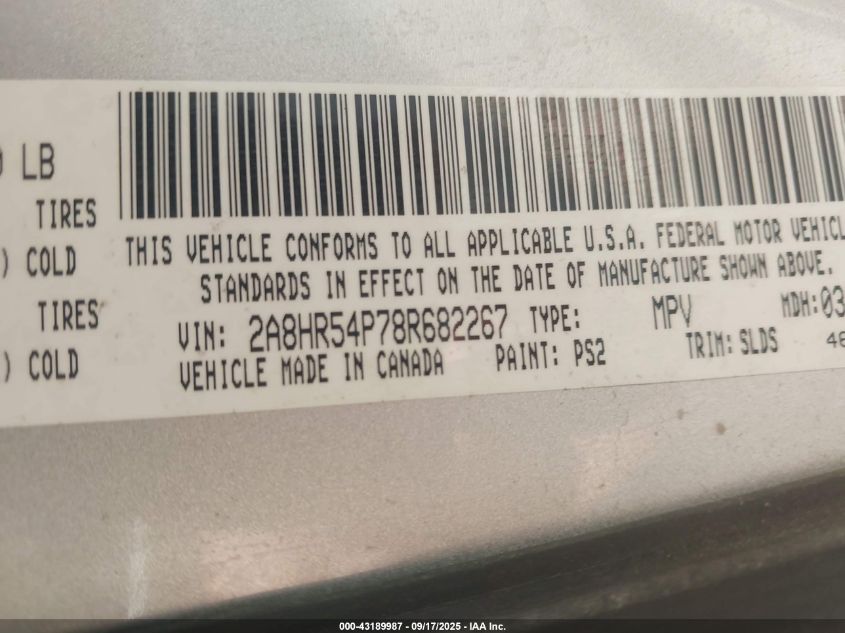 LB
TIRES
) COLD
TIRES
) COLD
THIS VEHICLE CONFORMS TO ALL APPLICABLE U.S.A. FEDERAL MOTOR VEHICL
STANDARDS IN EFFECT ON THE DATE OF MANUFACTURE SHOWN ABOVE.
VIN: 2A8HR54P78R682267 TYPE: MPV MDH:03
VEHICLE MADE IN CANADA PAINT: PS2 TRIM: SLDS
000-43189987 - 09/17/2025 - IAA Inc.